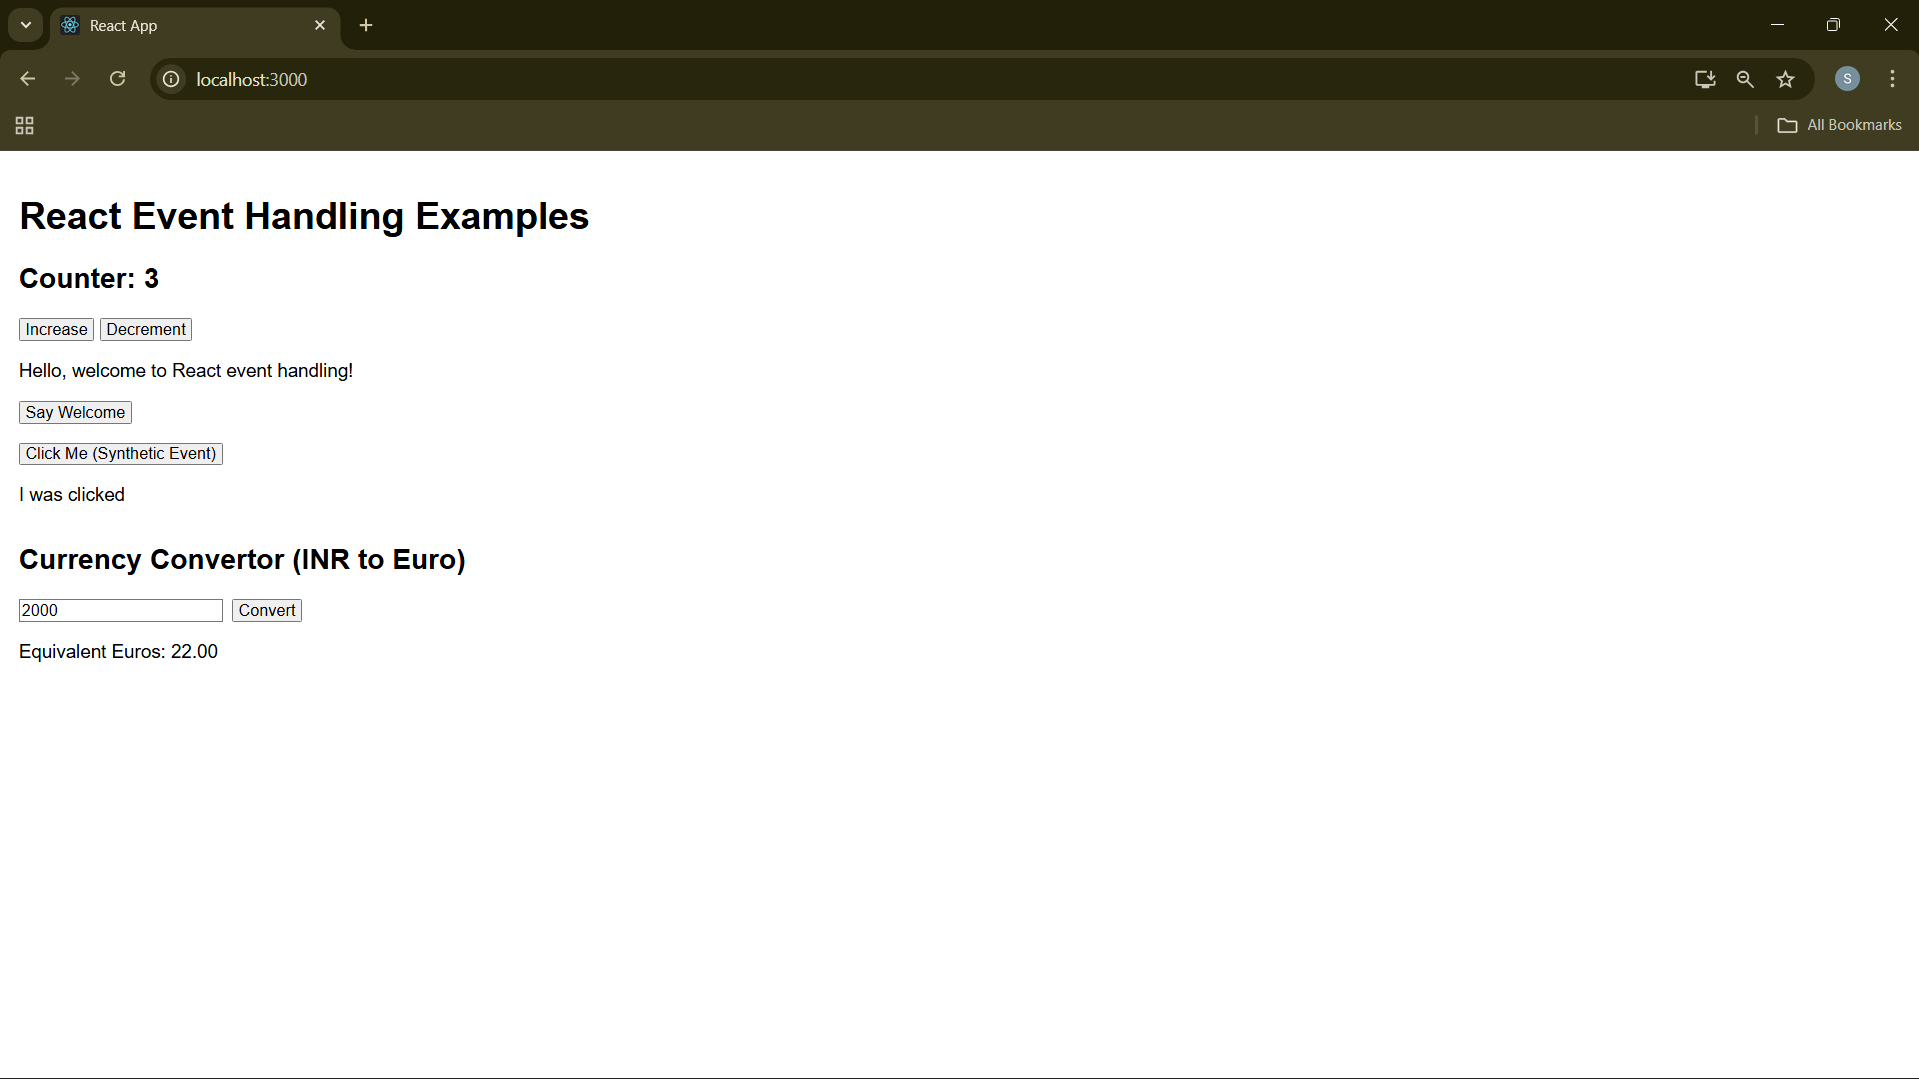 React App
localhost:3000
S
All Bookmarks
React Event Handling Examples
Counter: 3
Increase Decrement
Hello, welcome to React event handling!
Say Welcome
Click Me (Synthetic Event)
I was clicked
Currency Convertor (INR to Euro)
2000 Convert
Equivalent Euros: 22.00